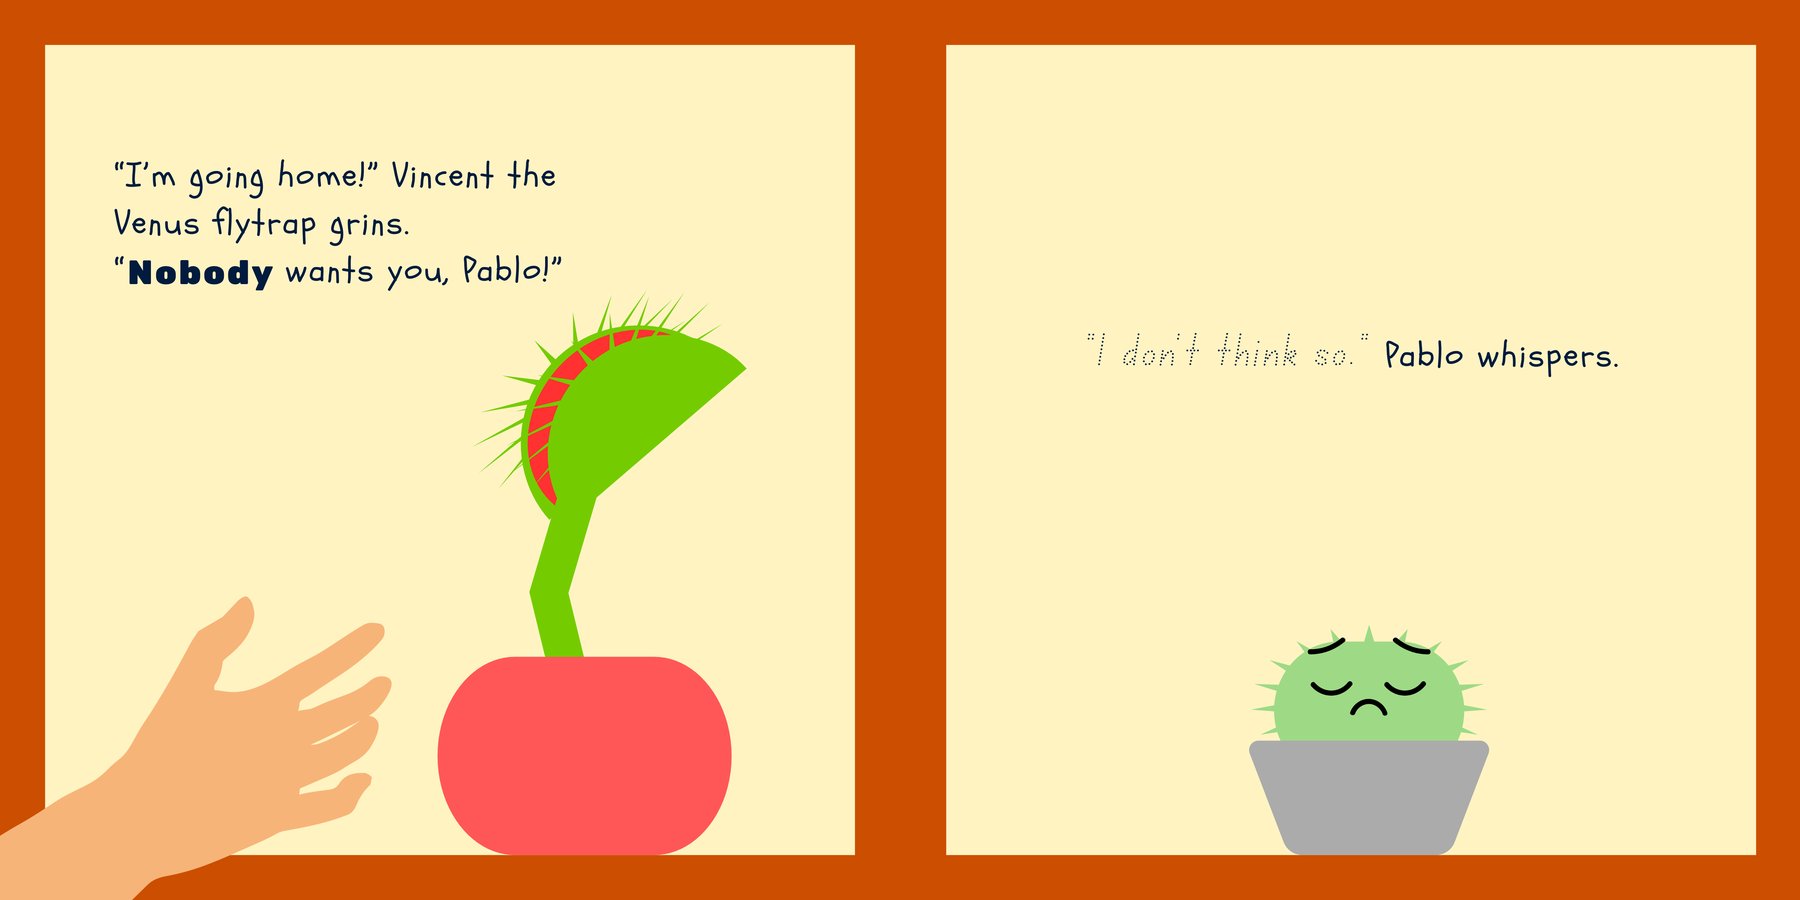 “I’m going home!” Vincent the
Venus flytrap grins.
“Nobody wants you, Pablo!”
“I don’t think so.” Pablo whispers.